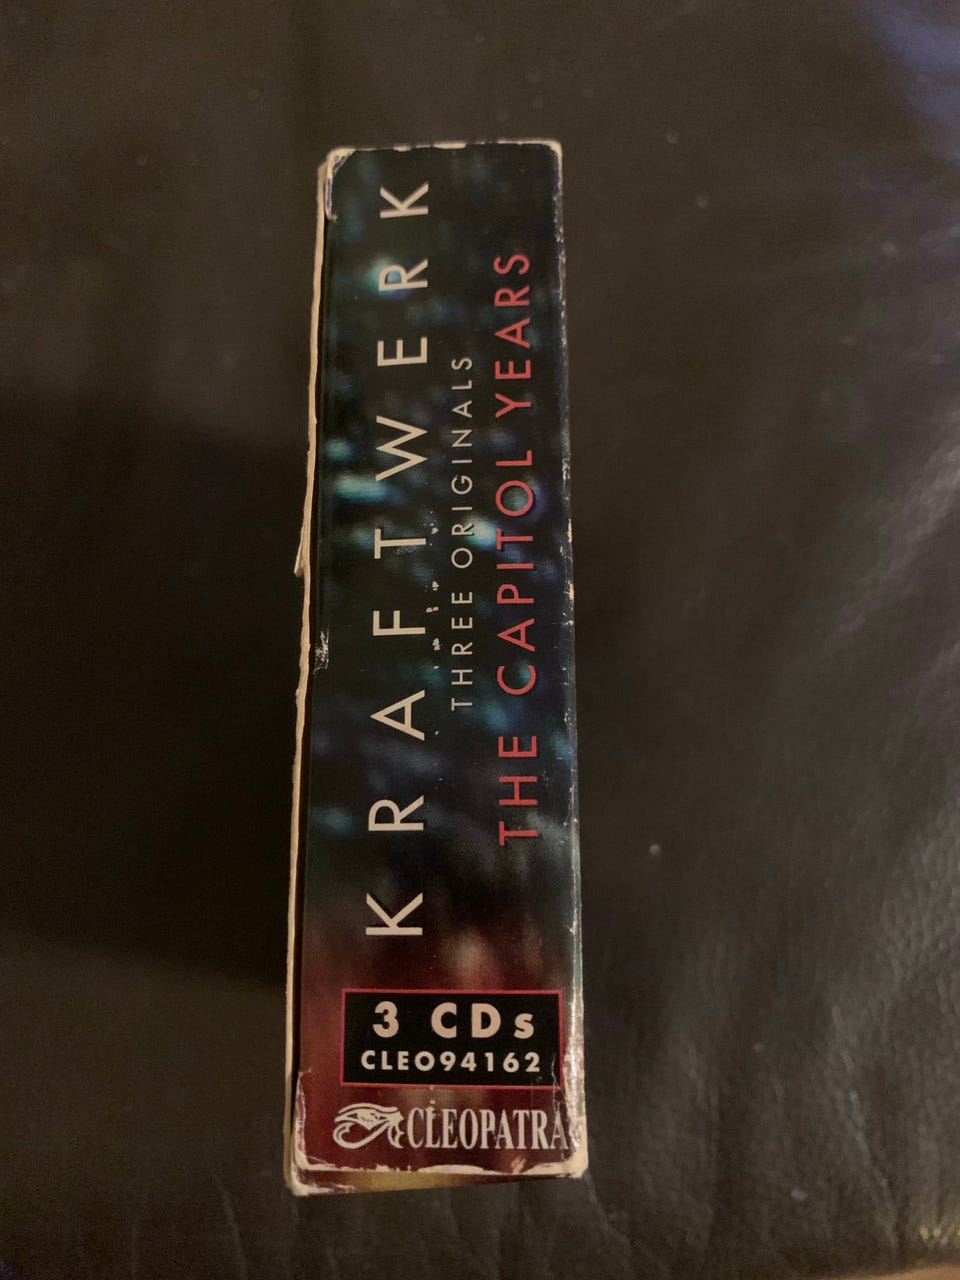 KRAFTWERK
THREE ORIGINALS
THE CAPITOL YEARS
3 CDs
CLEO94162
CLEOPATRA